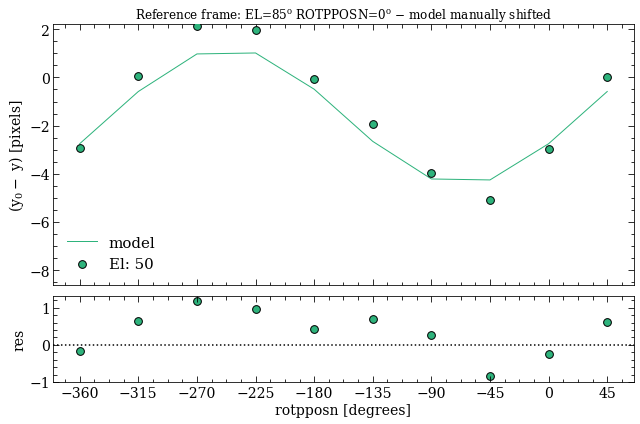 Reference frame: EL=85° ROTPPOSN=0° − model manually shifted
2
0
−2
−4
−6
−8
(y₀ − y) [pixels]
model
El: 50
1
0
−1
res
−360 −315 −270 −225 −180 −135 −90 −45 0 45
rotpposn [degrees]